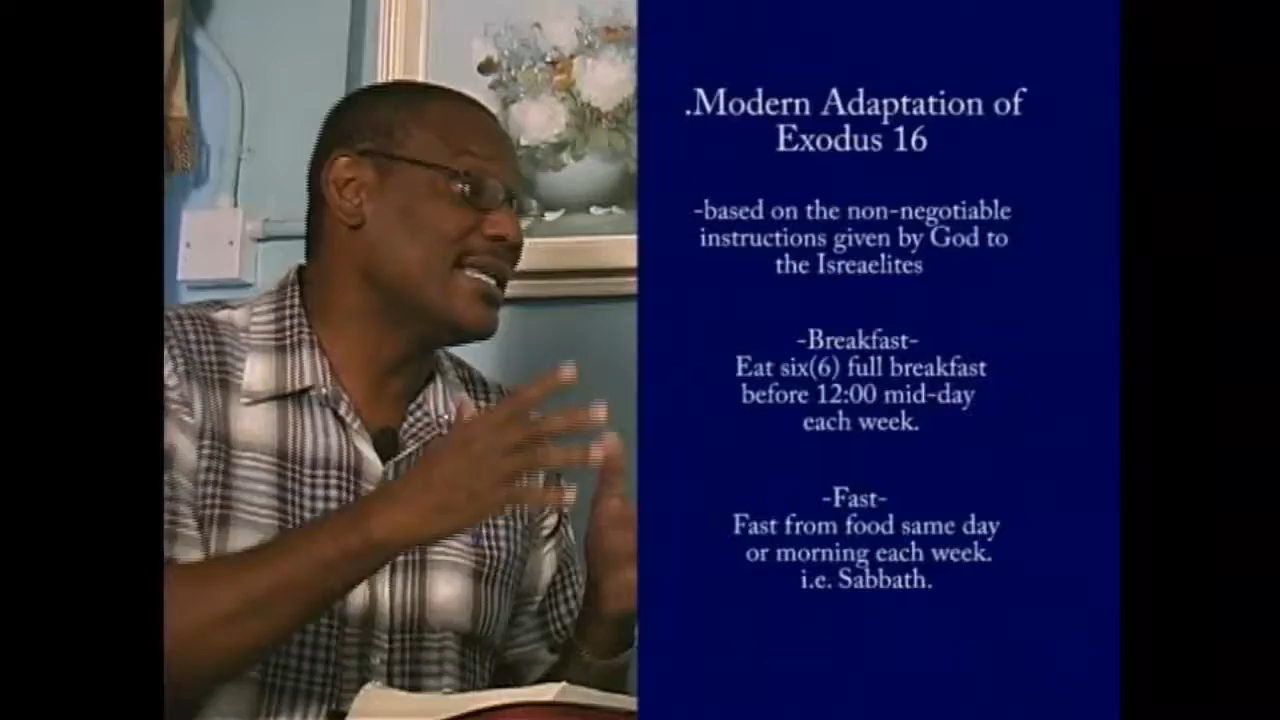 .Modern Adaptation of
Exodus 16
-based on the non-negotiable
instructions given by God to
the Isreaelites
-Breakfast-
Eat six(6) full breakfast
before 12:00 mid-day
each week.
-Fast-
Fast from food same day
or morning each week.
i.e. Sabbath.